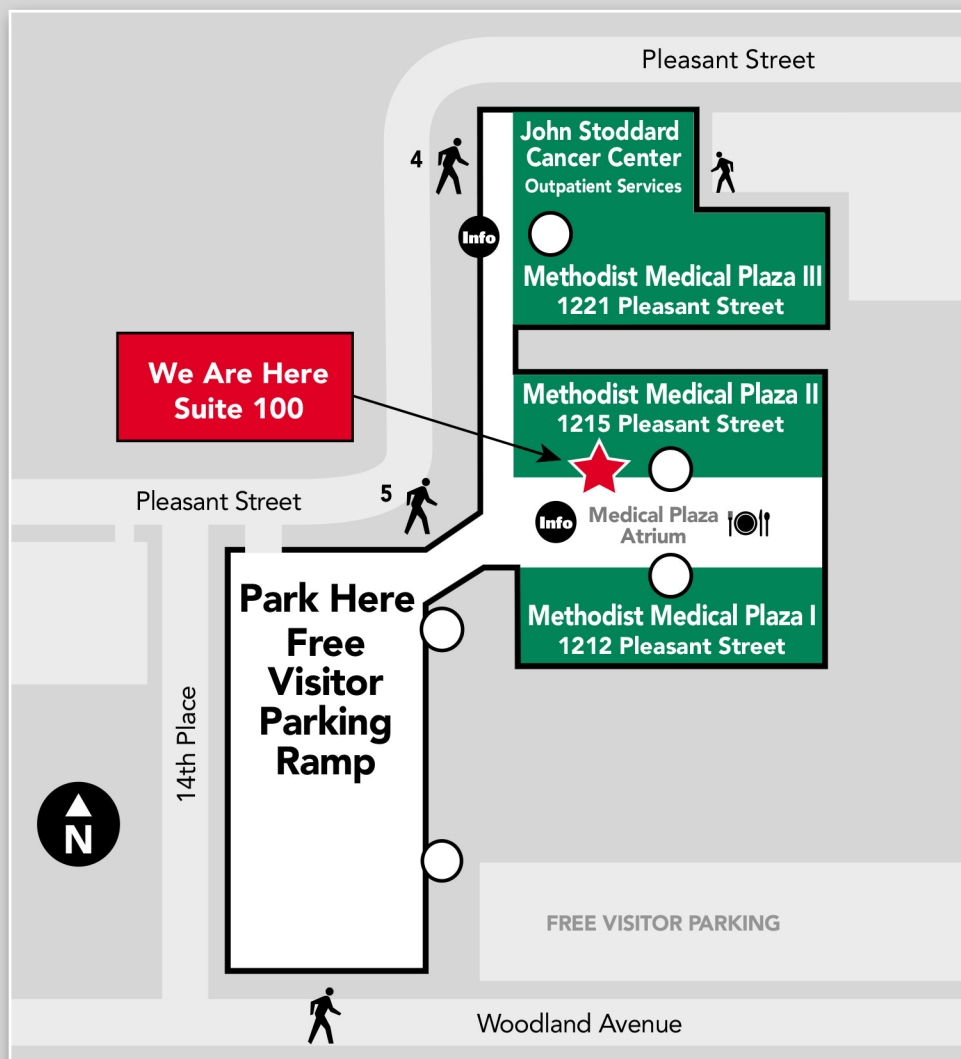 Pleasant Street
John Stoddard
Cancer Center
Outpatient Services
4
Info
Methodist Medical Plaza III
1221 Pleasant Street
We Are Here
Suite 100
Methodist Medical Plaza II
1215 Pleasant Street
Pleasant Street
5
Info
Medical Plaza
Atrium
Park Here
Free
Visitor
Parking
Ramp
Methodist Medical Plaza I
1212 Pleasant Street
14th Place
N
FREE VISITOR PARKING
Woodland Avenue